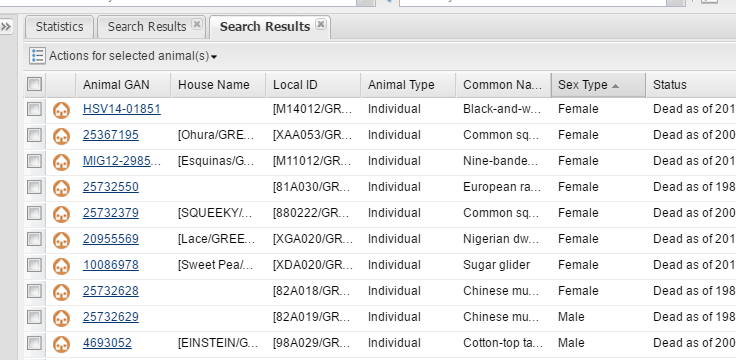 Statistics Search Results Search Results
Actions for selected animal(s)
Animal GAN House Name Local ID Animal Type Common Na... Sex Type Status
HSV14-01851 [M14012/GR... Individual Black-and-w... Female Dead as of 201
25367195 [Ohura/GRE... [XAA053/GR... Individual Common sq... Female Dead as of 200
MIG12-2985... [Esquinas/G... [M11012/GR... Individual Nine-bande... Female Dead as of 201
25732550 [81A030/GR... Individual European ra... Female Dead as of 198
25732379 [SQUEEKY/... [880222/GR... Individual Common sq... Female Dead as of 200
20955569 [Lace/GREE... [XGA020/GR... Individual Nigerian dw... Female Dead as of 201
10086978 [Sweet Pea/... [XDA020/GR... Individual Sugar glider Female Dead as of 201
25732628 [82A018/GR... Individual Chinese mu... Female Dead as of 198
25732629 [82A019/GR... Individual Chinese mu... Male Dead as of 198
4693052 [EINSTEIN/G... [98A029/GR... Individual Cotton-top ta... Male Dead as of 200